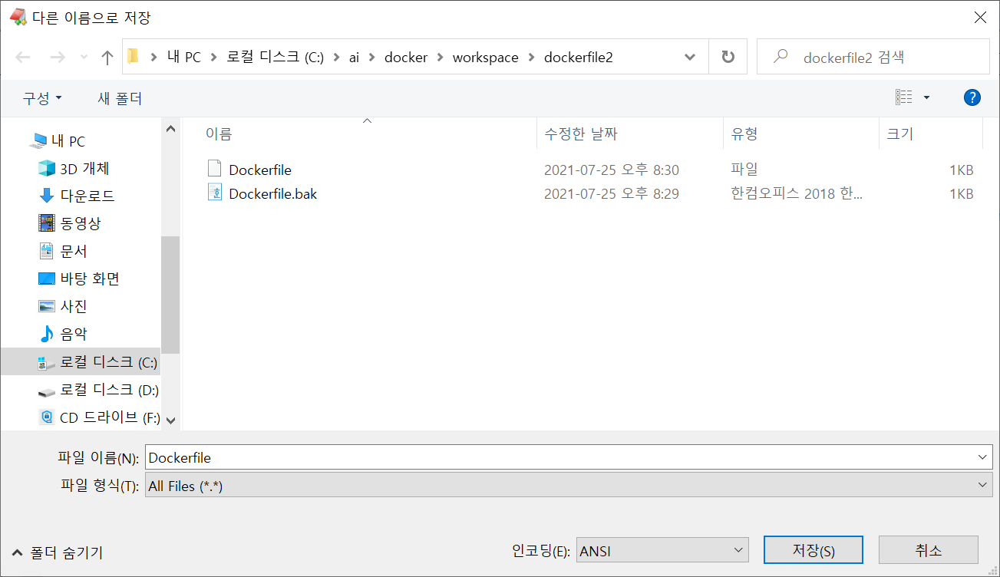 다른 이름으로 저장
내 PC 로컬 디스크 (C:) ai docker workspace dockerfile2
dockerfile2 검색
구성 새 폴더
?
이름 수정한 날짜 유형 크기
Dockerfile 2021-07-25 오후 8:30 파일 1KB
Dockerfile.bak 2021-07-25 오후 8:29 한컴오피스 2018 한... 1KB
내 PC
3D 개체
다운로드
동영상
문서
바탕 화면
사진
음악
로컬 디스크 (C:)
로컬 디스크 (D:)
CD 드라이브 (F:)
파일 이름(N): Dockerfile
파일 형식(T): All Files (*.*)
폴더 숨기기
인코딩(E): ANSI 저장(S) 취소